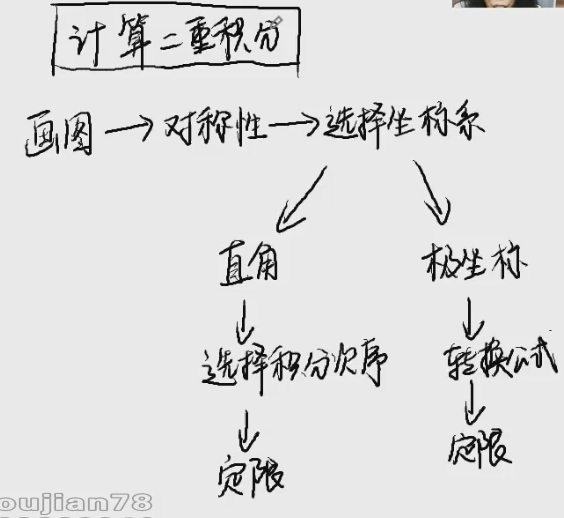 计算二重积分
画图→对称性→选择坐标系
直角
极坐标
选择积分次序
转换公式
定限
定限
oujian78